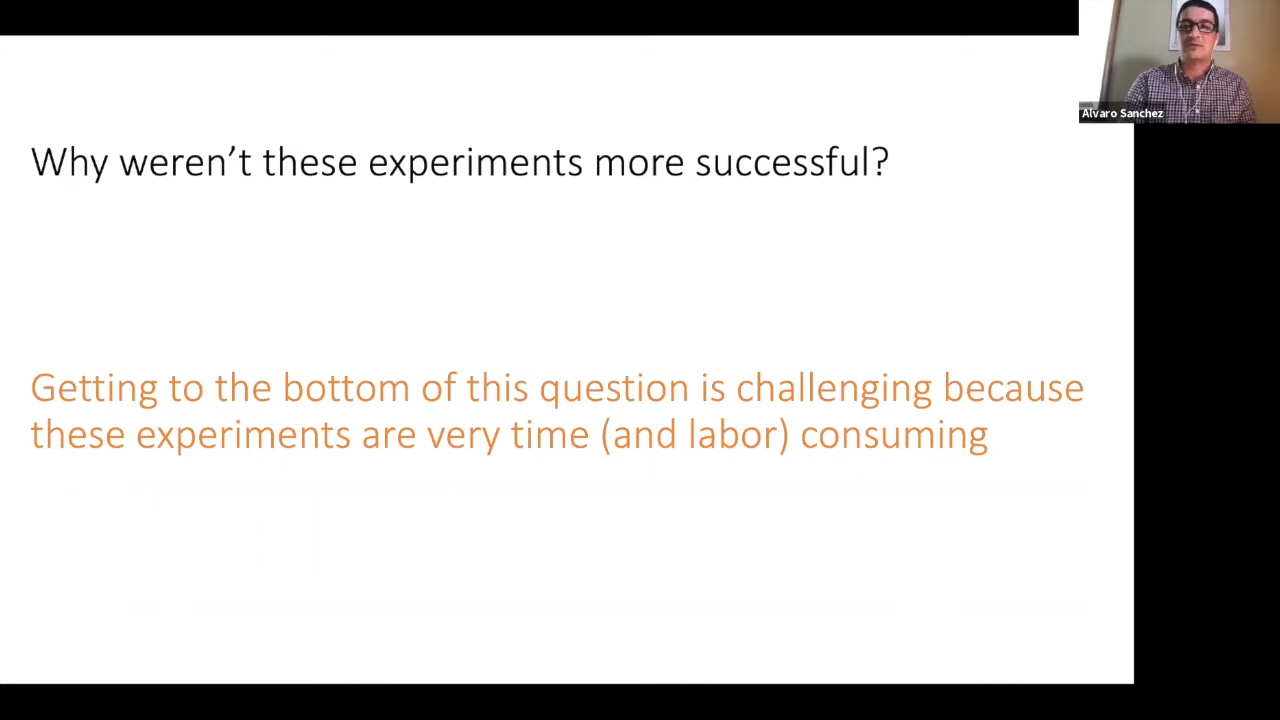 Alvaro Sanchez
Why weren’t these experiments more successful?
Getting to the bottom of this question is challenging because
these experiments are very time (and labor) consuming